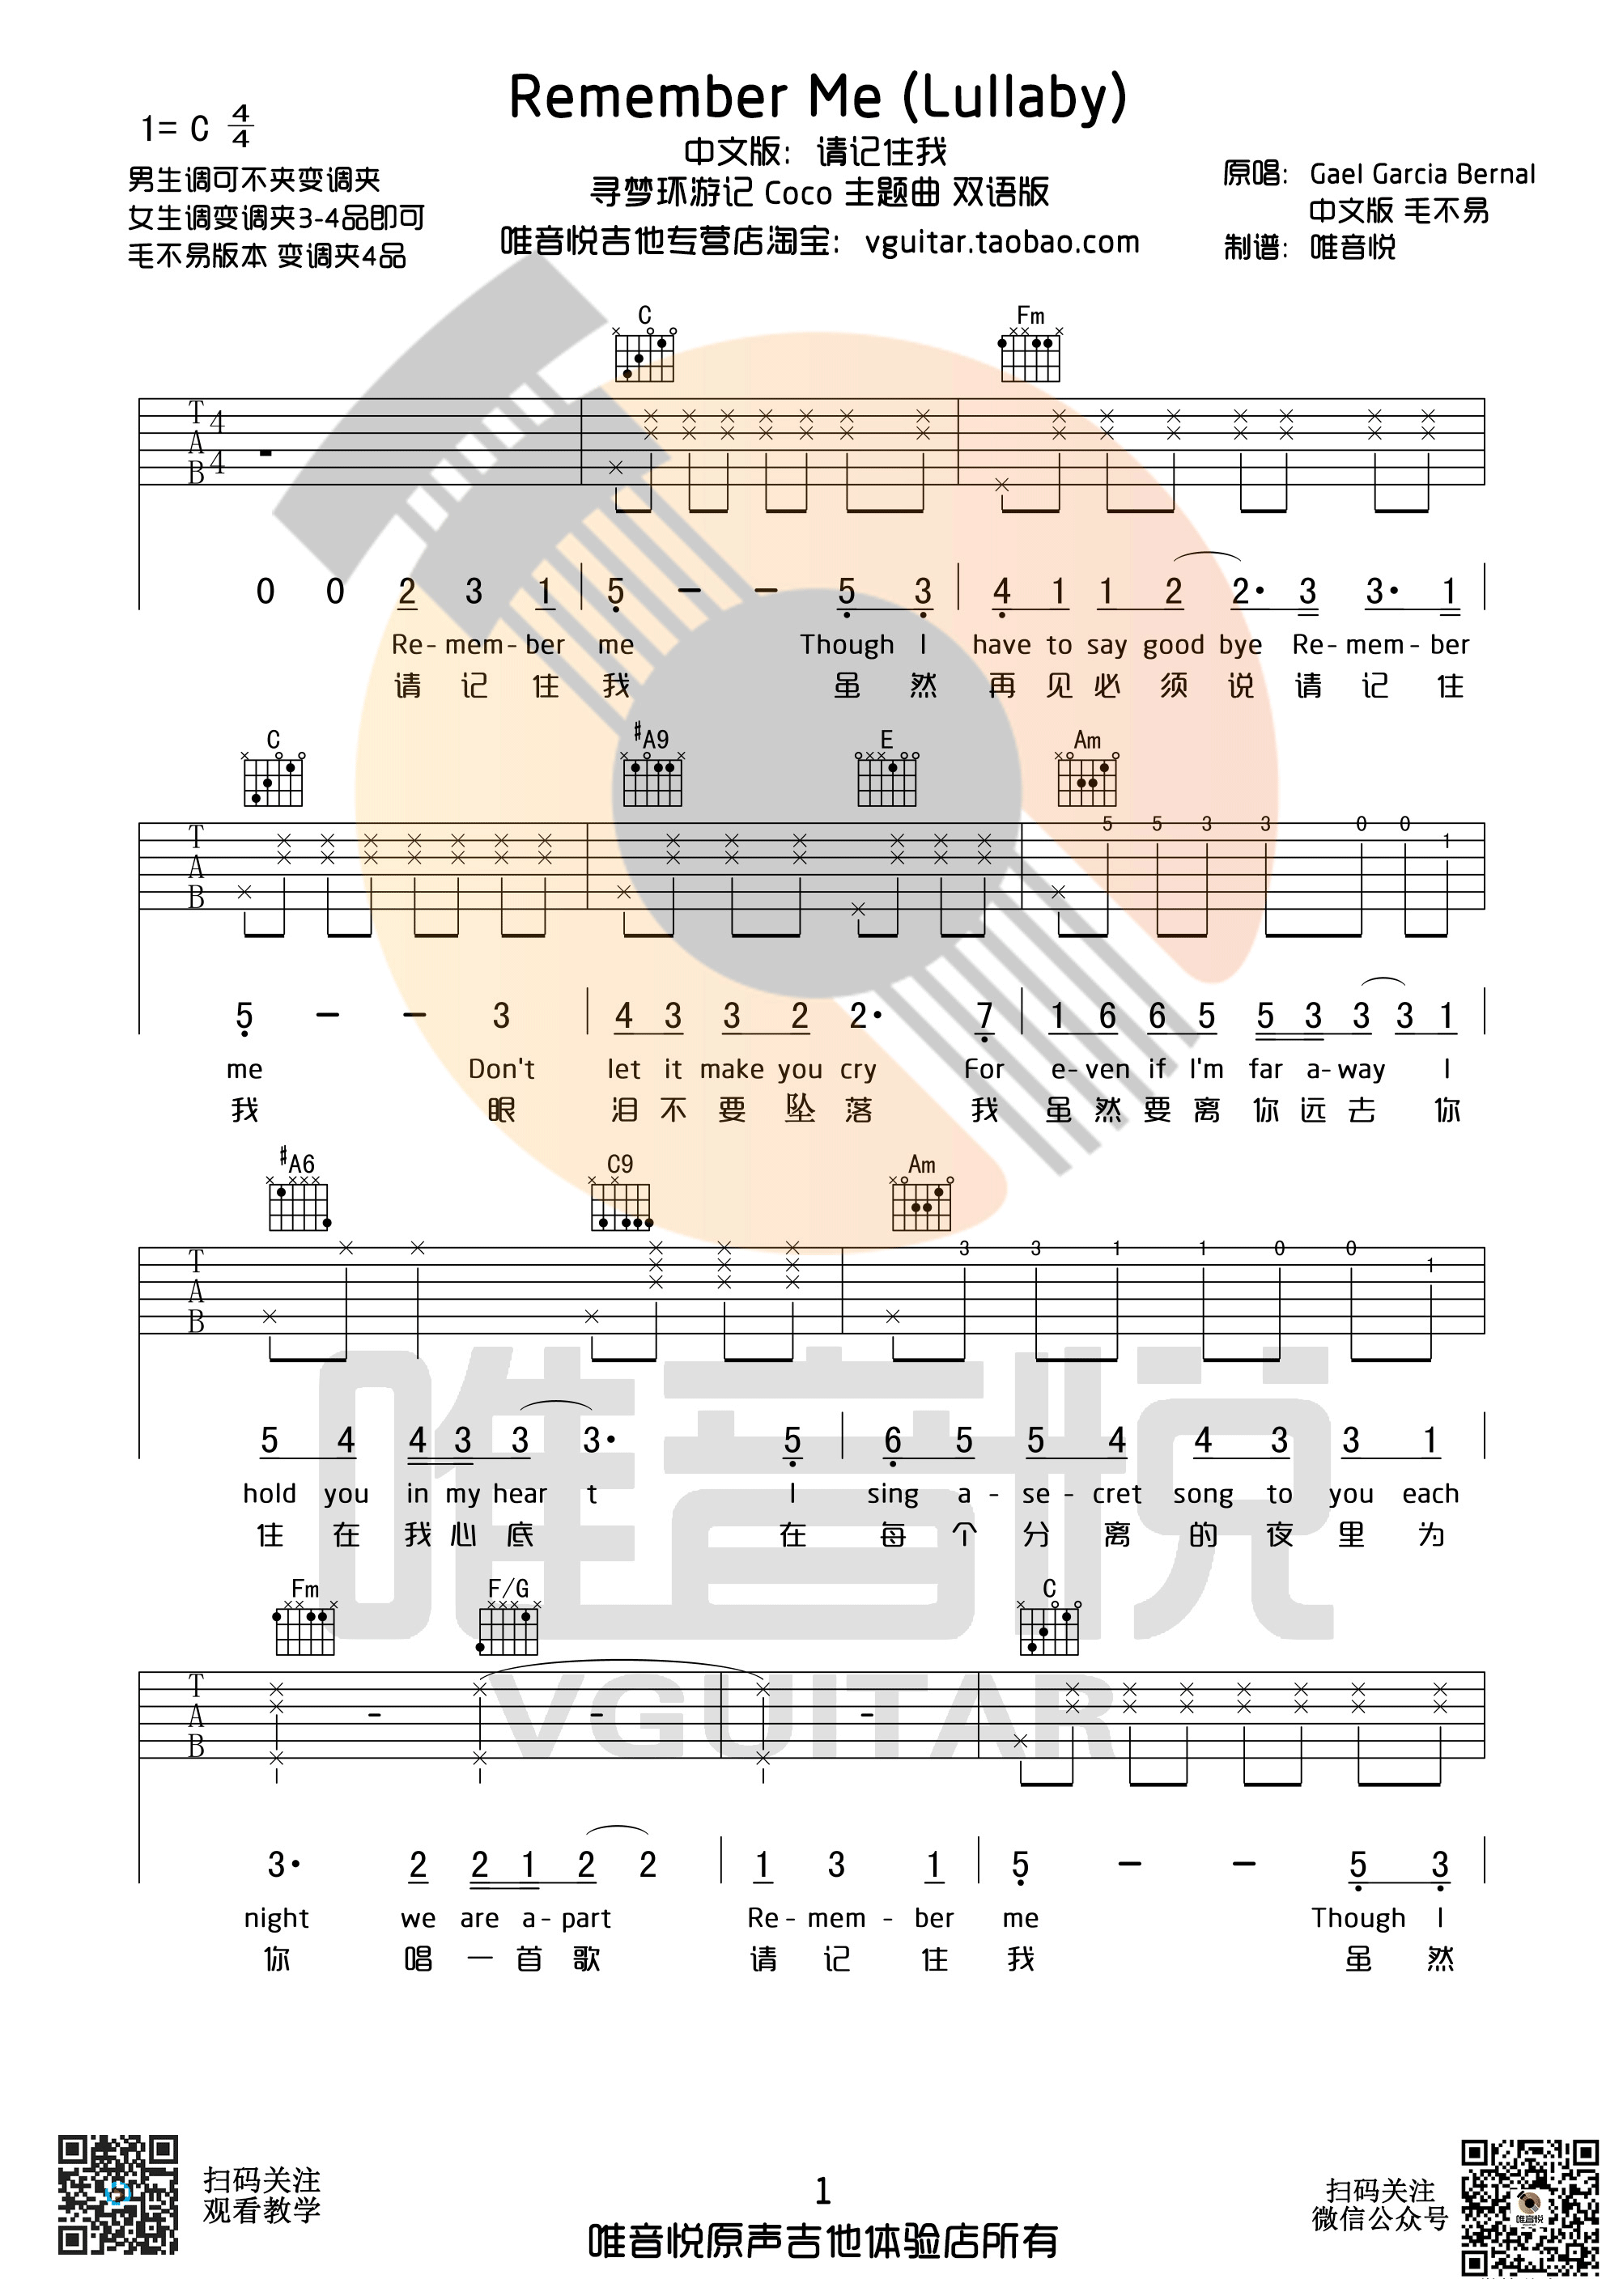 Remember Me (Lullaby)
1= C 4/4
中文版：请记住我
男生调可不夹变调夹
寻梦环游记 Coco 主题曲 双语版
原唱： Gael Garcia Bernal
女生调变调夹3-4品即可
中文版 毛不易
毛不易版本 变调夹4品
唯音悦吉他专营店淘宝：vguitar.taobao.com
制谱： 唯音悦
C Fm
T A B 4 4
0 0 2 3 1 5 – – 5 3 4 1 1 2 2· 3 3· 1
Re- mem- ber me Though I have to say good bye Re- mem- ber
请 记 住 我 虽 然 再 见 必 须 说 请 记 住
C #A9 E Am
T A B 5 5 3 3 0 0 1
5 – – 3 4 3 3 2 2· 7 1 6 6 5 5 3 3 3 1
me Don't let it make you cry For e- ven if I'm far a- way I
我 眼 泪 不 要 坠 落 我 虽 然 要 离 你 远 去 你
#A6 C9 Am
T A B 3 3 1 1 0 0 1
5 4 4 3 3 3· 5 6 5 5 4 4 3 3 1
hold you in my hear t I sing a - se - cret song to you each
住 在 我 心 底 在 每 个 分 离 的 夜 里 为
Fm F/G C
T A B
3· 2 2 1 2 2 1 3 1 5 – – 5 3
night we are a- part Re- mem - ber me Though I
你 唱 一 首 歌 请 记 住 我 虽 然
唯音悦
VGUITAR
扫码关注
观看教学
1
唯音悦原声吉他体验店所有
扫码关注
微信公众号
唯音悦